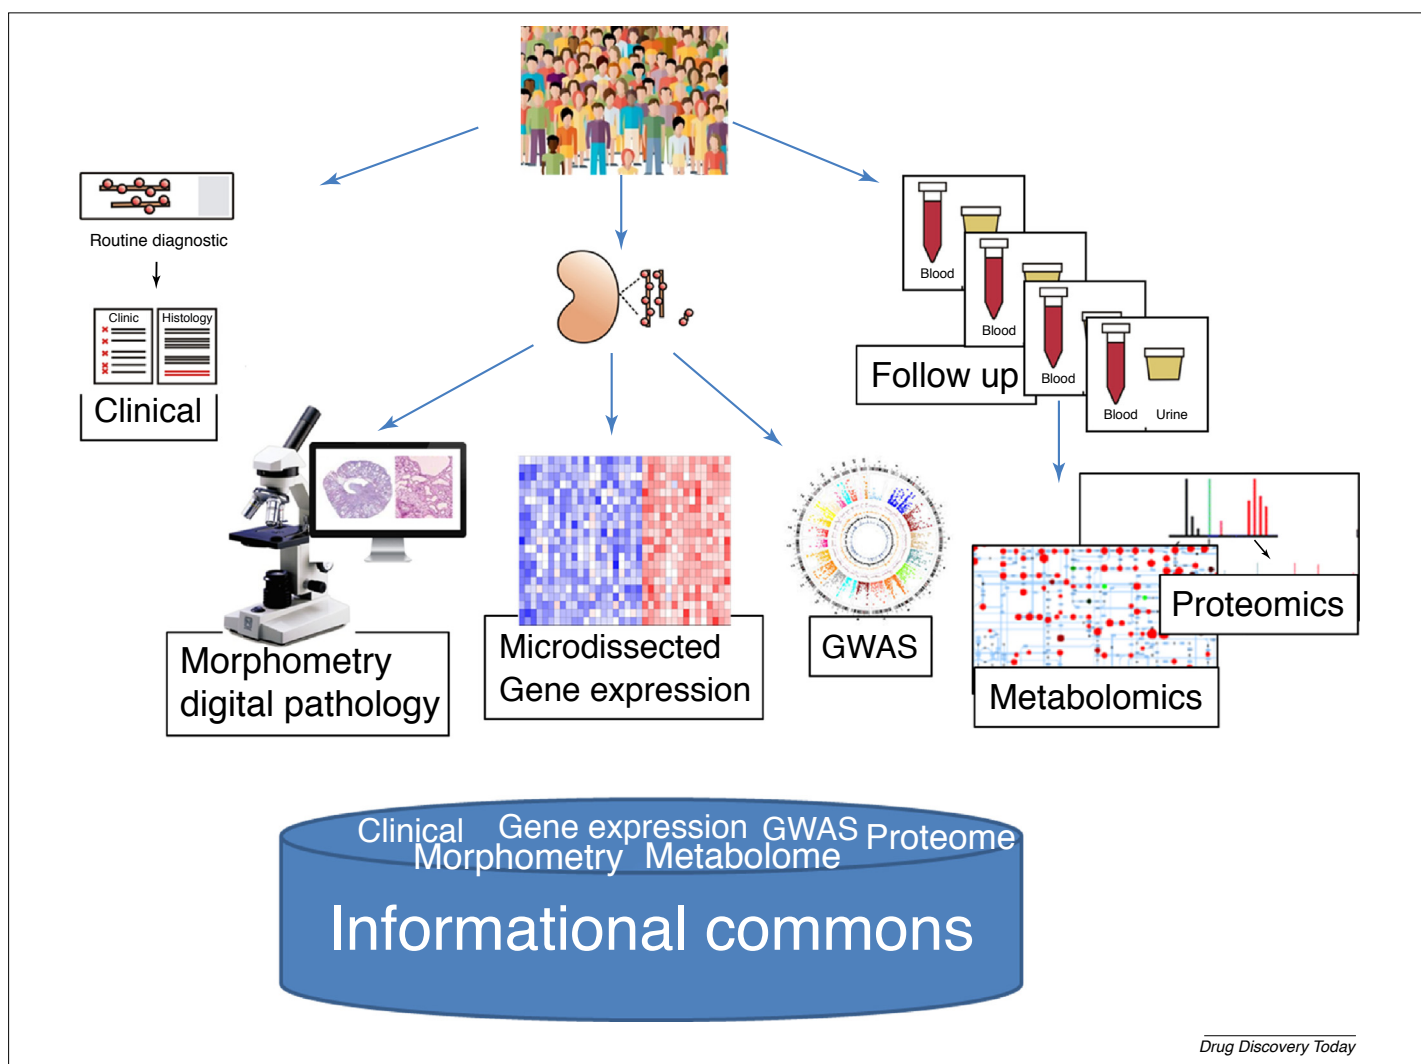 Routine diagnostic
Clinic
Histology
Clinical
Blood
Blood
Blood
Blood Urine
Follow up
Morphometry
digital pathology
Microdissected
Gene expression
GWAS
Proteomics
Metabolomics
Clinical Gene expression GWAS Proteome
Morphometry Metabolome
Informational commons
Drug Discovery Today